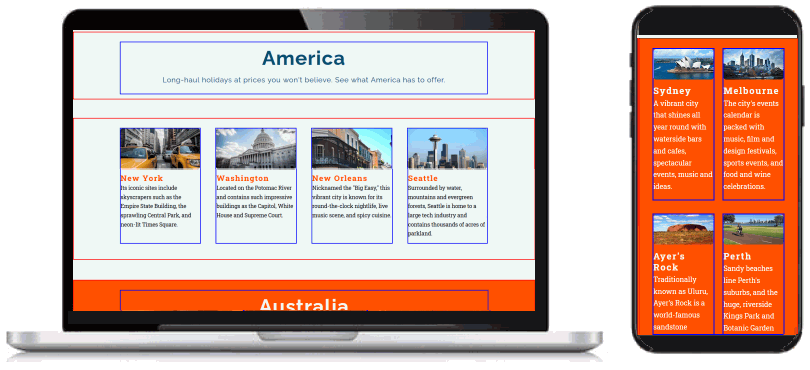 America
Long-haul holidays at prices you won't believe. See what America has to offer.
New York
Its iconic sites include
skyscrapers such as the
Empire State Building, the
sprawling Central Park, and
neon-lit Times Square.
Washington
Located on the Potomac River
and contains such impressive
buildings as the Capitol, White
House and Supreme Court.
New Orleans
Nicknamed the "Big Easy," this
vibrant city is known for its
round-the-clock nightlife, live
music scene, and spicy cuisine.
Seattle
Surrounded by water,
mountains and evergreen
forests, Seattle is home to a
large tech industry and
contains thousands of acres of
parkland.
Australia
Sydney
A vibrant city
that shines all
year round with
waterside bars
and cafes,
spectacular
events, music and
ideas.
Melbourne
The city's events
calendar is
packed with
music, film and
design festivals,
sports events, and
food and wine
celebrations.
Ayer's
Rock
Traditionally
known as Uluru,
Ayer's Rock is a
world-famous
sandstone
Perth
Sandy beaches
line Perth's
suburbs, and the
huge, riverside
Kings Park and
Botanic Garden